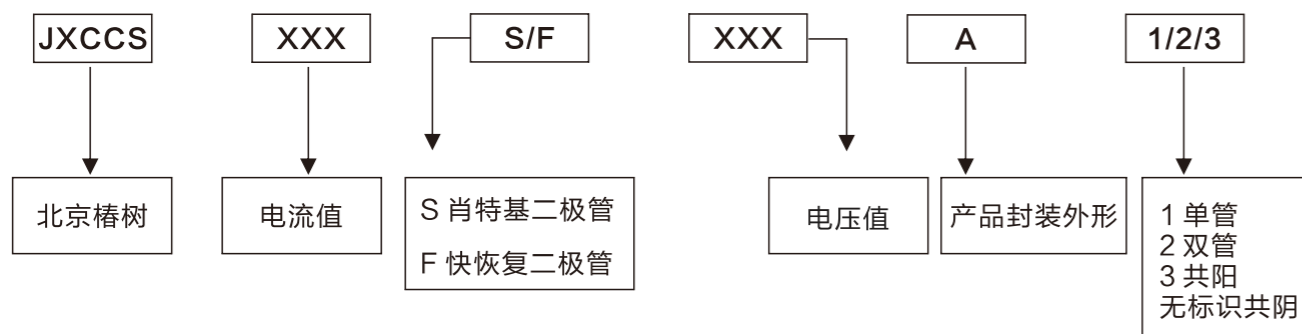 JXCCS
XXX
S/F
XXX
A
1/2/3
北京椿树
电流值
S 肖特基二极管
F 快恢复二极管
电压值
产品封装外形
1 单管
2 双管
3 共阳
无标识共阴